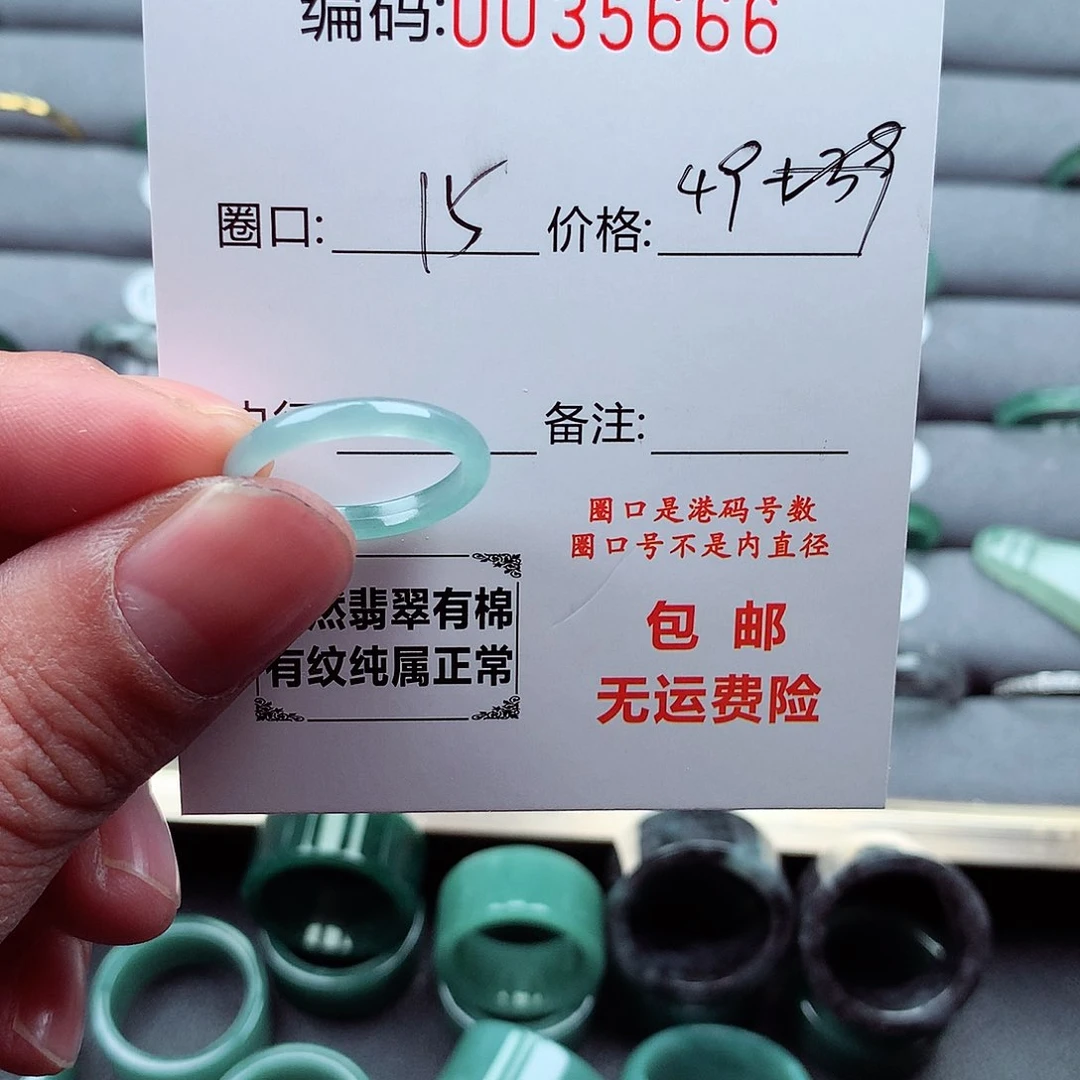 编码:0035666
圈口: 15 价格: 49
备注:
圈口是港码号数
圈口号不是内直径
然翡翠有棉
有纹纯属正常
包 邮
无运费险